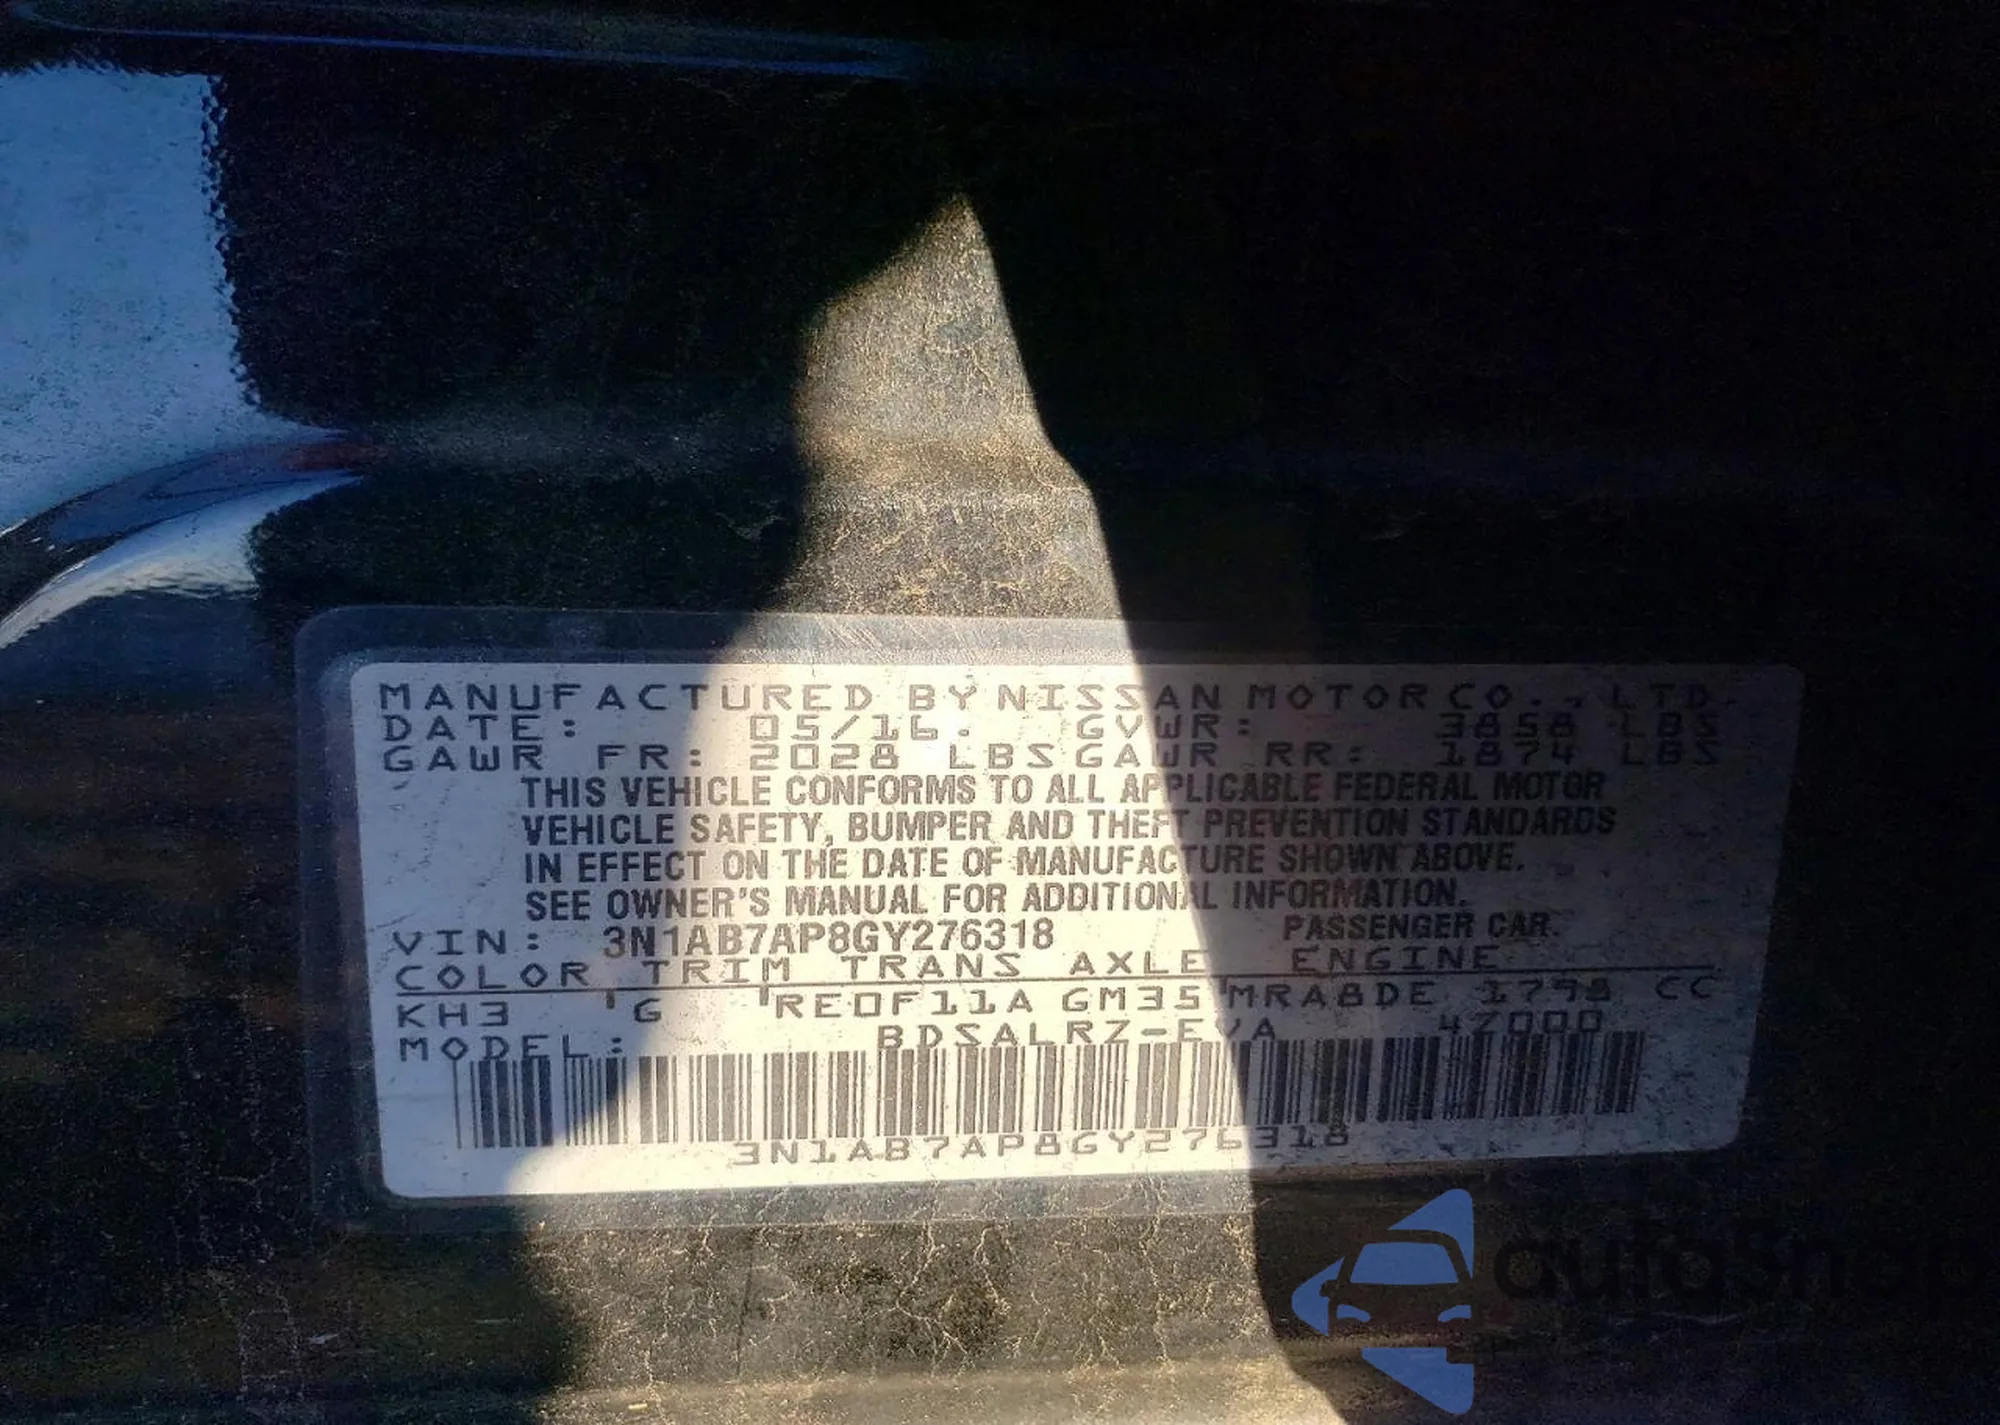 MANUFACTURED BY NISSAN MOTOR CO., LTD.
DATE: 05/16. GVWR: 3858 LBS
GAWR FR: 2028 LBS GAWR RR: 1874 LBS
THIS VEHICLE CONFORMS TO ALL APPLICABLE FEDERAL MOTOR
VEHICLE SAFETY, BUMPER AND THEFT PREVENTION STANDARDS
IN EFFECT ON THE DATE OF MANUFACTURE SHOWN ABOVE.
SEE OWNER'S MANUAL FOR ADDITIONAL INFORMATION.
VIN: 3N1AB7AP8GY276318 PASSENGER CAR.
COLOR TRIM TRANS AXLE ENGINE
KH3 'G 'RE0F11A GM35'MRA8DE 1798 CC
MODEL: BDSALRZ-EVA 4Z000
3N1AB7AP8GY276318
autoshop